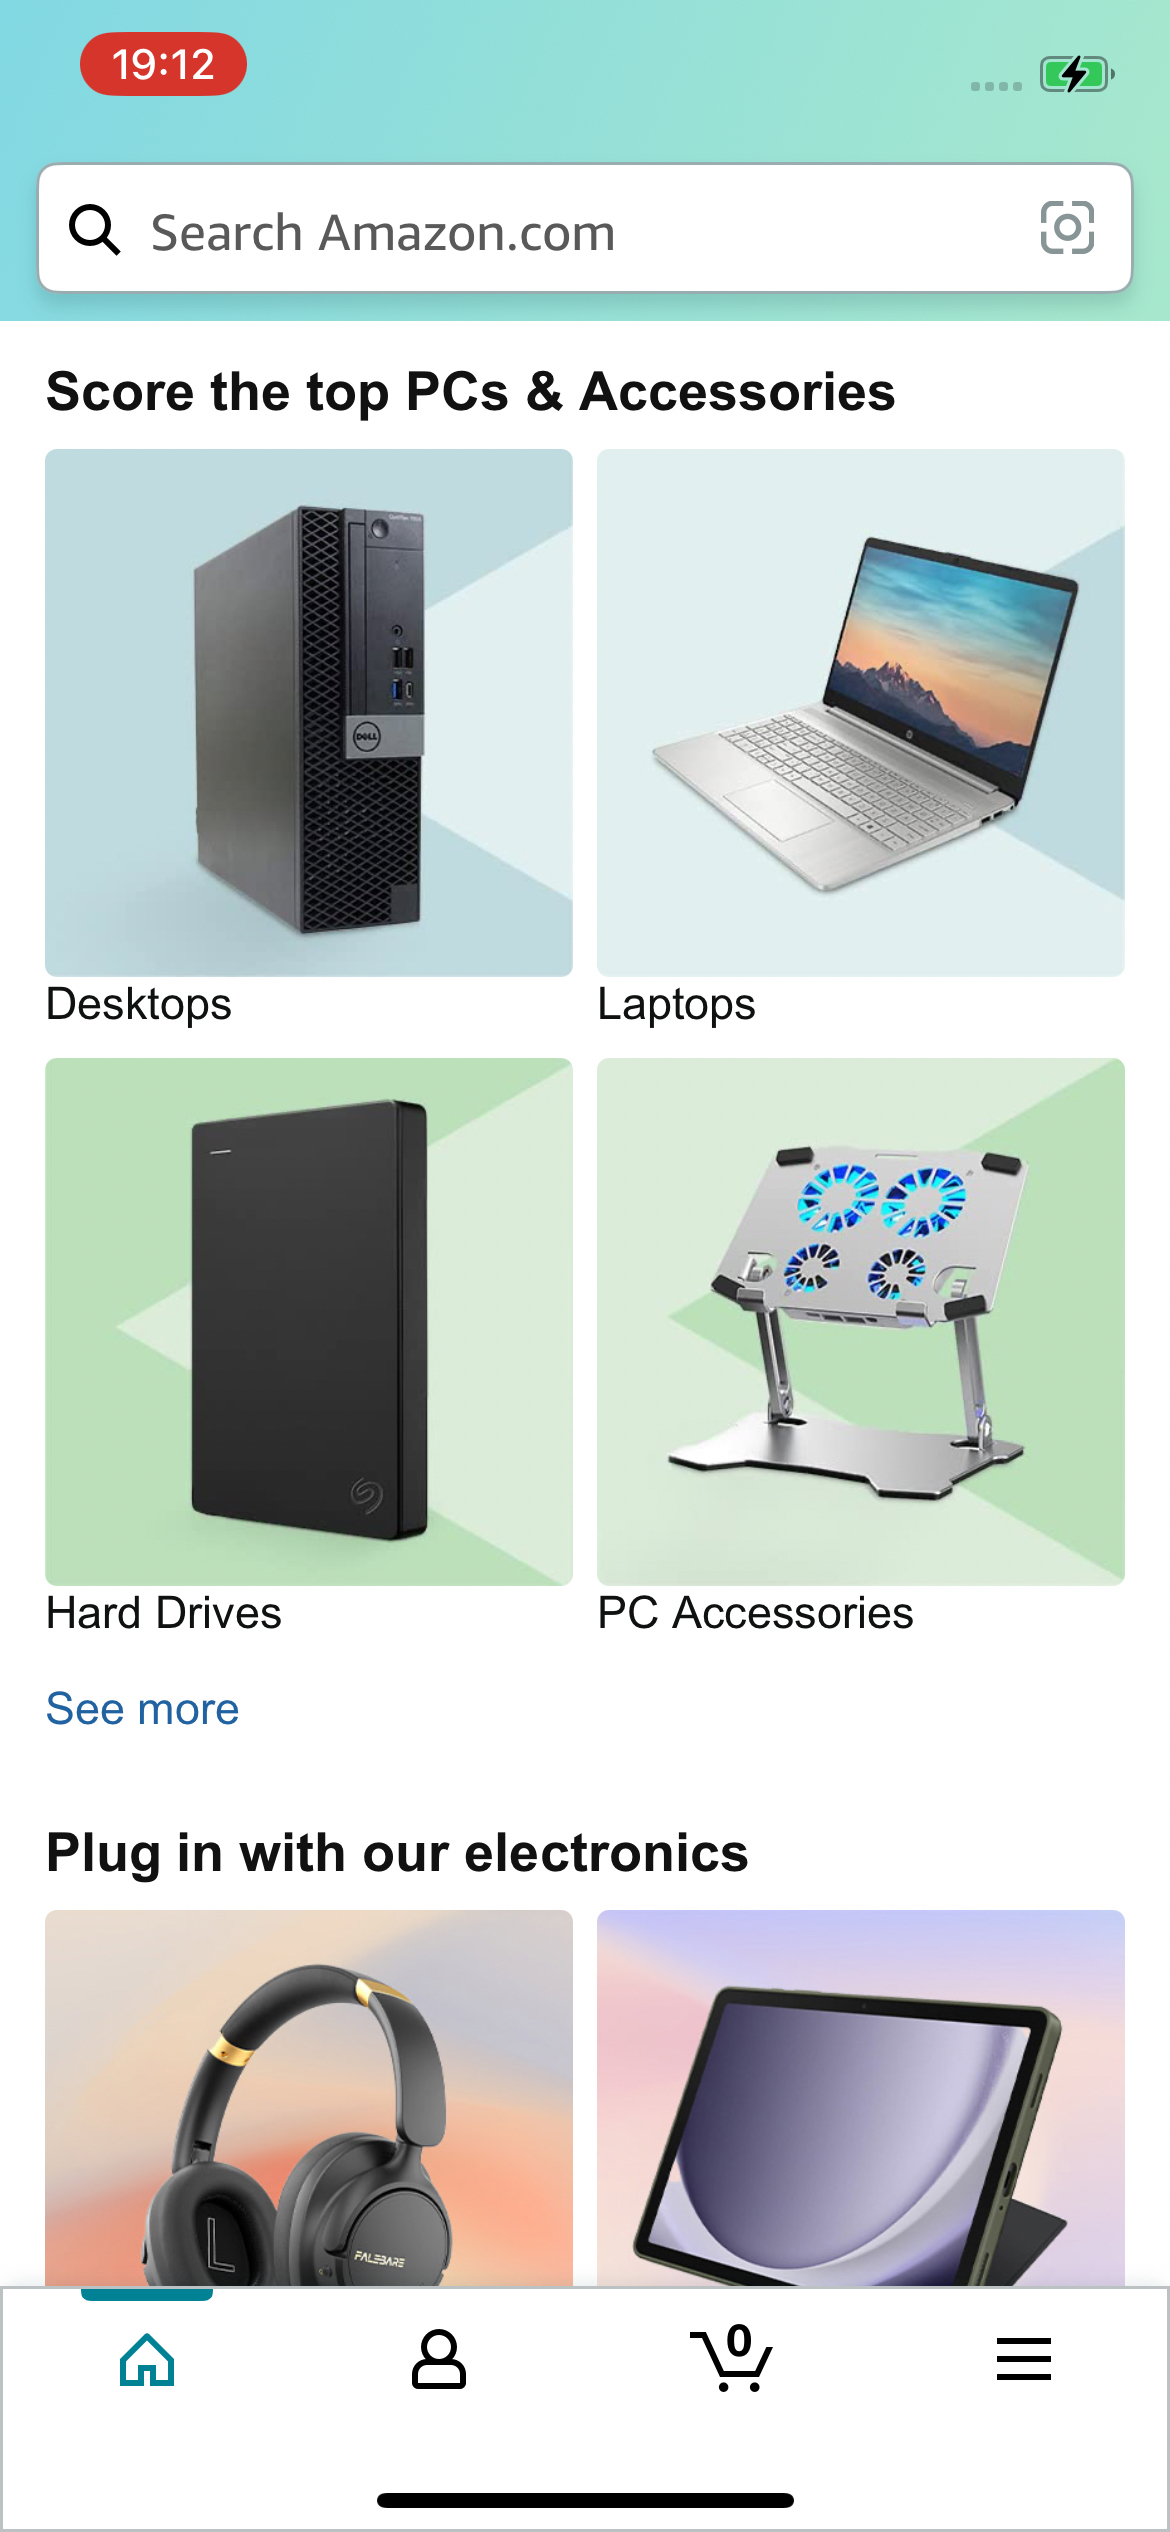 19:12
Search Amazon.com
Score the top PCs & Accessories
DELL
Desktops
Laptops
Hard Drives
PC Accessories
See more
Plug in with our electronics
L
FALEBARE
0